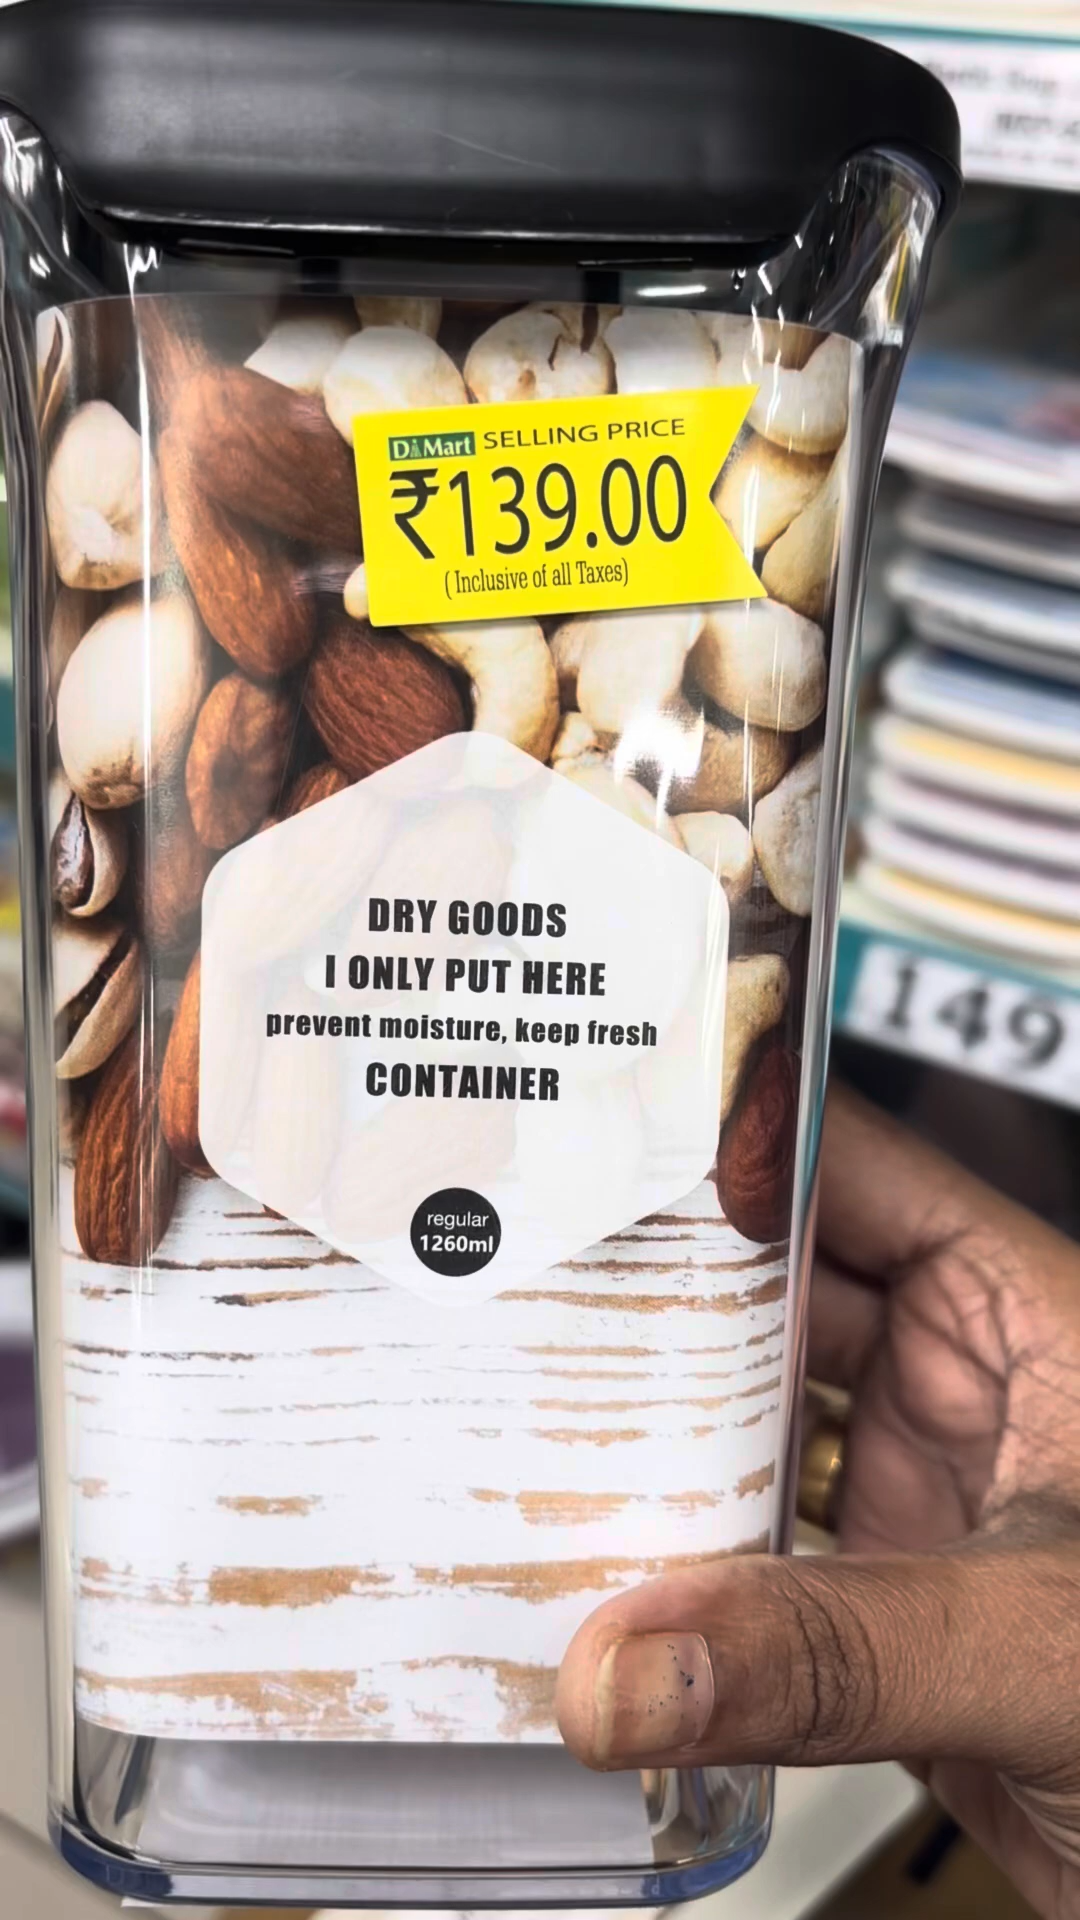 D Mart SELLING PRICE
₹139.00
(Inclusive of all Taxes)
DRY GOODS
I ONLY PUT HERE
prevent moisture, keep fresh
CONTAINER
regular
1260ml
149